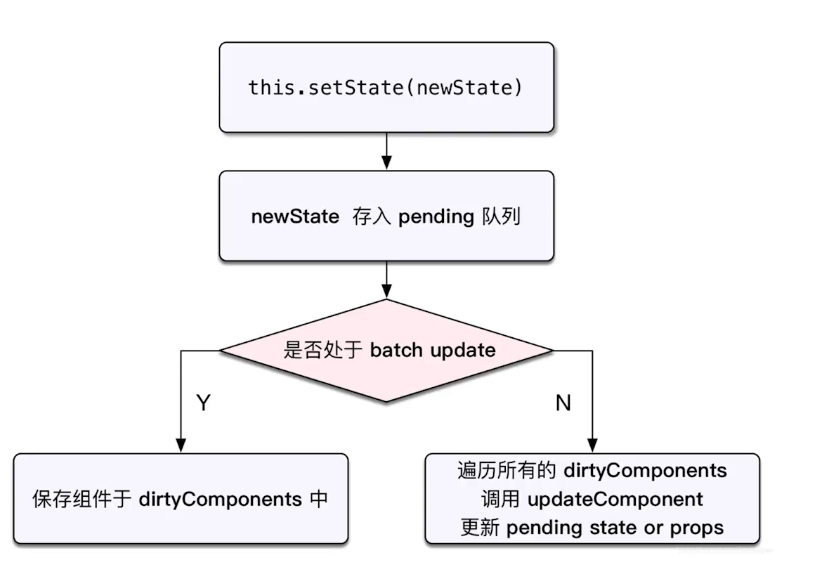 this.setState(newState)
newState 存入 pending 队列
是否处于 batch update
Y
N
保存组件于 dirtyComponents 中
遍历所有的 dirtyComponents
调用 updateComponent
更新 pending state or props